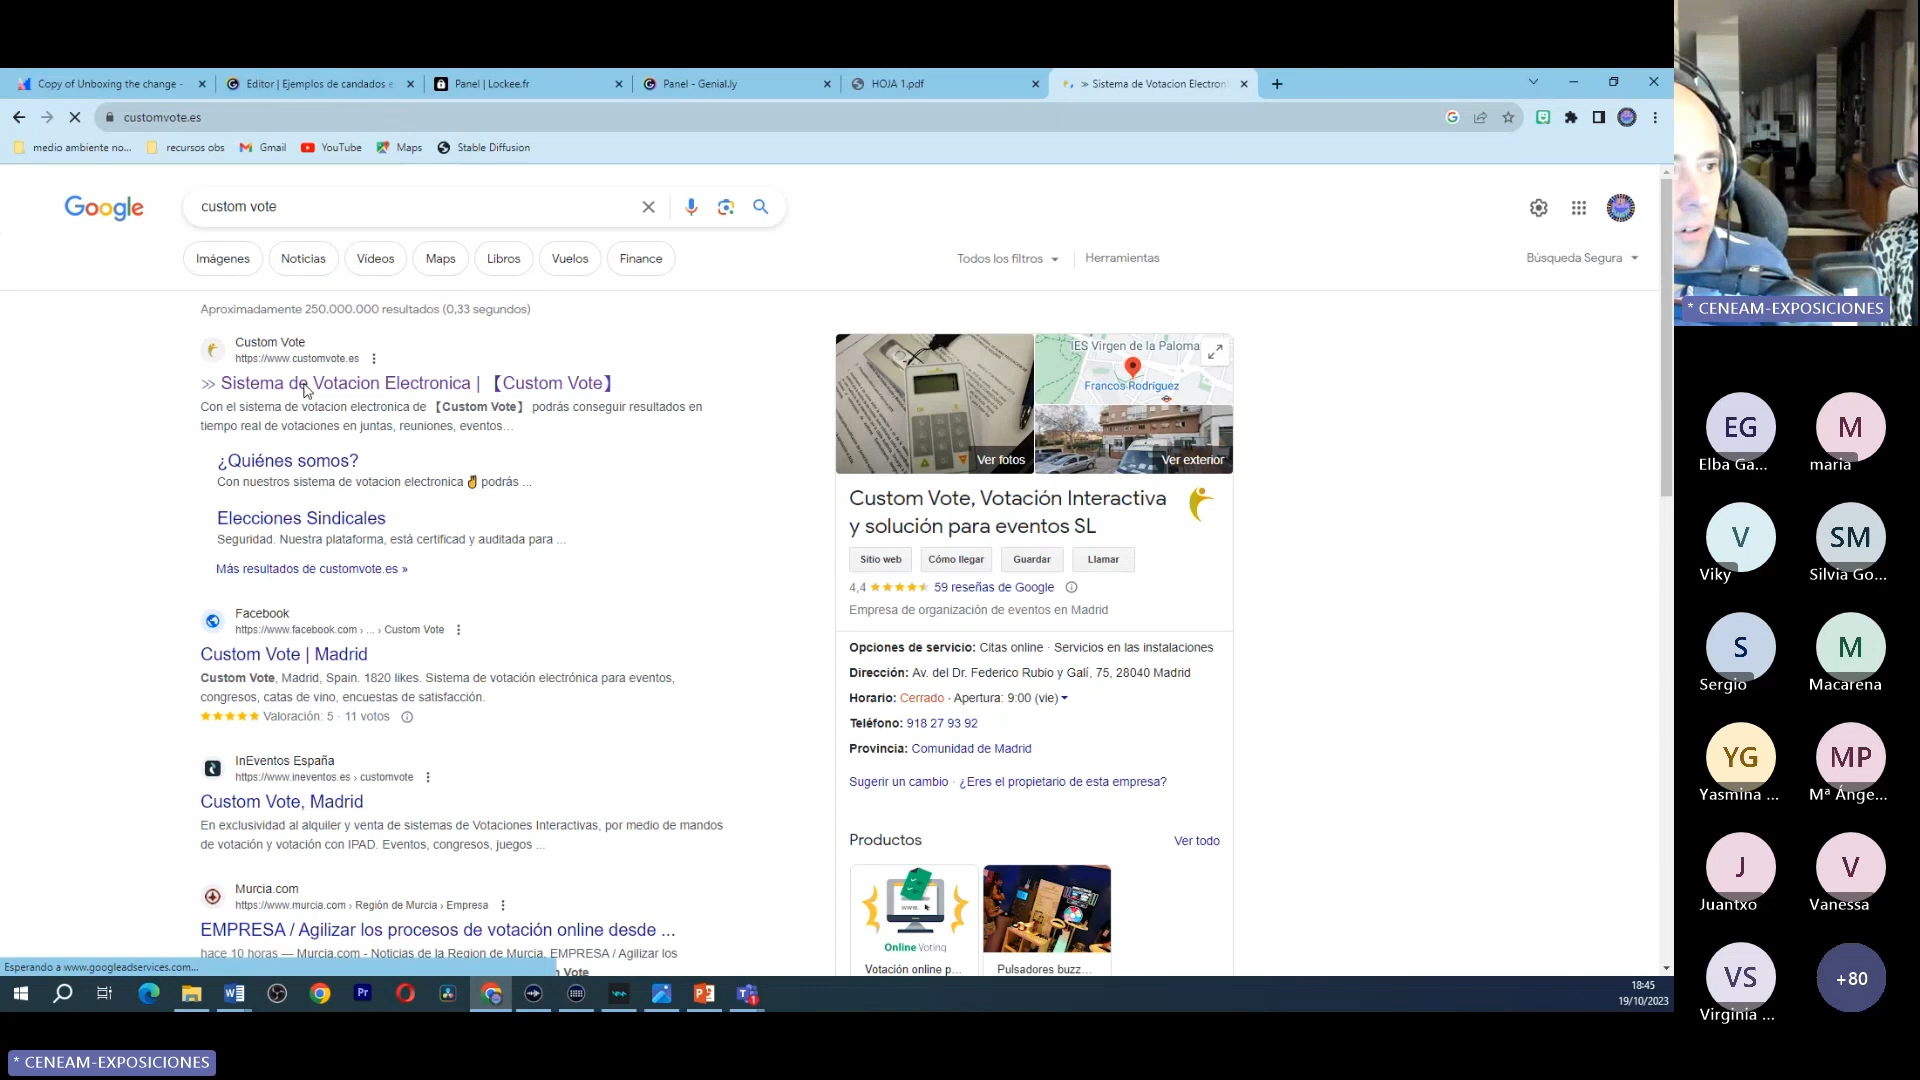 Copy of Unboxing the change -
Editor | Ejemplos de candados e
Panel | Lockee.fr
Panel - Genial.ly
HOJA 1.pdf
» Sistema de Votacion Electroni
customvote.es
medio ambiente no...
recursos obs
Gmail
YouTube
Maps
Stable Diffusion
Google
custom vote
Imágenes
Noticias
Vídeos
Maps
Libros
Vuelos
Finance
Todos los filtros
Herramientas
Búsqueda Segura
Aproximadamente 250.000.000 resultados (0,33 segundos)
Custom Vote
https://www.customvote.es
» Sistema de Votacion Electronica | 【Custom Vote】
Con el sistema de votacion electronica de 【Custom Vote】 podrás conseguir resultados en
tiempo real de votaciones en juntas, reuniones, eventos...
¿Quiénes somos?
Con nuestros sistema de votacion electronica podrás ...
Elecciones Sindicales
Seguridad. Nuestra plataforma, está certificad y auditada para ...
Más resultados de customvote.es »
Facebook
https://www.facebook.com › ... › Custom Vote
Custom Vote | Madrid
Custom Vote, Madrid, Spain. 1820 likes. Sistema de votación electrónica para eventos,
congresos, catas de vino, encuestas de satisfacción.
Valoración: 5 · 11 votos
InEventos España
https://www.ineventos.es › customvote
Custom Vote, Madrid
En exclusividad al alquiler y venta de sistemas de Votaciones Interactivas, por medio de mandos
de votación y votación con IPAD. Eventos, congresos, juegos ...
Murcia.com
https://www.murcia.com › Región de Murcia › Empresa
EMPRESA / Agilizar los procesos de votación online desde ...
hace 10 horas — Murcia.com - Noticias de la Region de Murcia. EMPRESA / Agilizar los
Vote
Esperando a www.googleadservices.com...
Ver fotos
IES Virgen de la Paloma
Francos Rodríguez
Ver exterior
Custom Vote, Votación Interactiva
y solución para eventos SL
Sitio web
Cómo llegar
Guardar
Llamar
4,4
59 reseñas de Google
Empresa de organización de eventos en Madrid
Opciones de servicio: Citas online · Servicios en las instalaciones
Dirección: Av. del Dr. Federico Rubio y Galí, 75, 28040 Madrid
Horario: Cerrado · Apertura: 9:00 (vie)
Teléfono: 918 27 93 92
Provincia: Comunidad de Madrid
Sugerir un cambio · ¿Eres el propietario de esta empresa?
Productos
Ver todo
www.
Online Voting
Votación online p...
Pulsadores buzz...
18:45
19/10/2023
* CENEAM-EXPOSICIONES
EG
Elba Ga...
M
maria
V
Viky
SM
Silvia Go...
S
Sergio
M
Macarena
YG
Yasmina ...
MP
Mª Ánge...
J
Juantxo
V
Vanessa
VS
Virginia ...
+80
* CENEAM-EXPOSICIONES